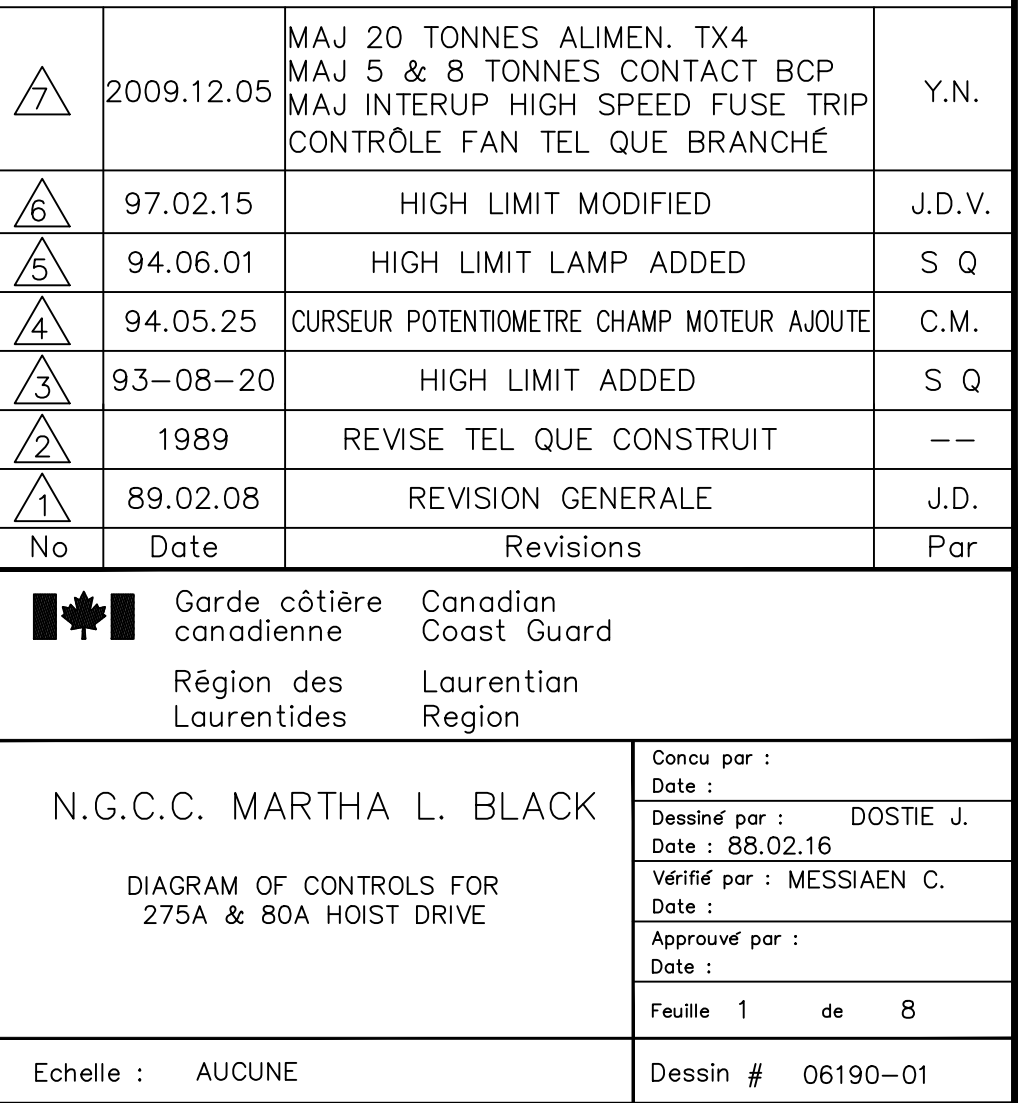 7 2009.12.05 MAJ 20 TONNES ALIMEN. TX4 Y.N.
MAJ 5 & 8 TONNES CONTACT BCP
MAJ INTERUP HIGH SPEED FUSE TRIP
CONTRÔLE FAN TEL QUE BRANCHÉ
6 97.02.15 HIGH LIMIT MODIFIED J.D.V.
5 94.06.01 HIGH LIMIT LAMP ADDED S Q
4 94.05.25 CURSEUR POTENTIOMETRE CHAMP MOTEUR AJOUTE C.M.
3 93-08-20 HIGH LIMIT ADDED S Q
2 1989 REVISE TEL QUE CONSTRUIT --
1 89.02.08 REVISION GENERALE J.D.
No Date Revisions Par
Garde côtière Canadian
canadienne Coast Guard
Région des Laurentian
Laurentides Region
N.G.C.C. MARTHA L. BLACK
DIAGRAM OF CONTROLS FOR
275A & 80A HOIST DRIVE
Concu par :
Date :
Dessiné par : DOSTIE J.
Date : 88.02.16
Vérifié par : MESSIAEN C.
Date :
Approuvé par :
Date :
Feuille 1 de 8
Echelle : AUCUNE
Dessin # 06190-01